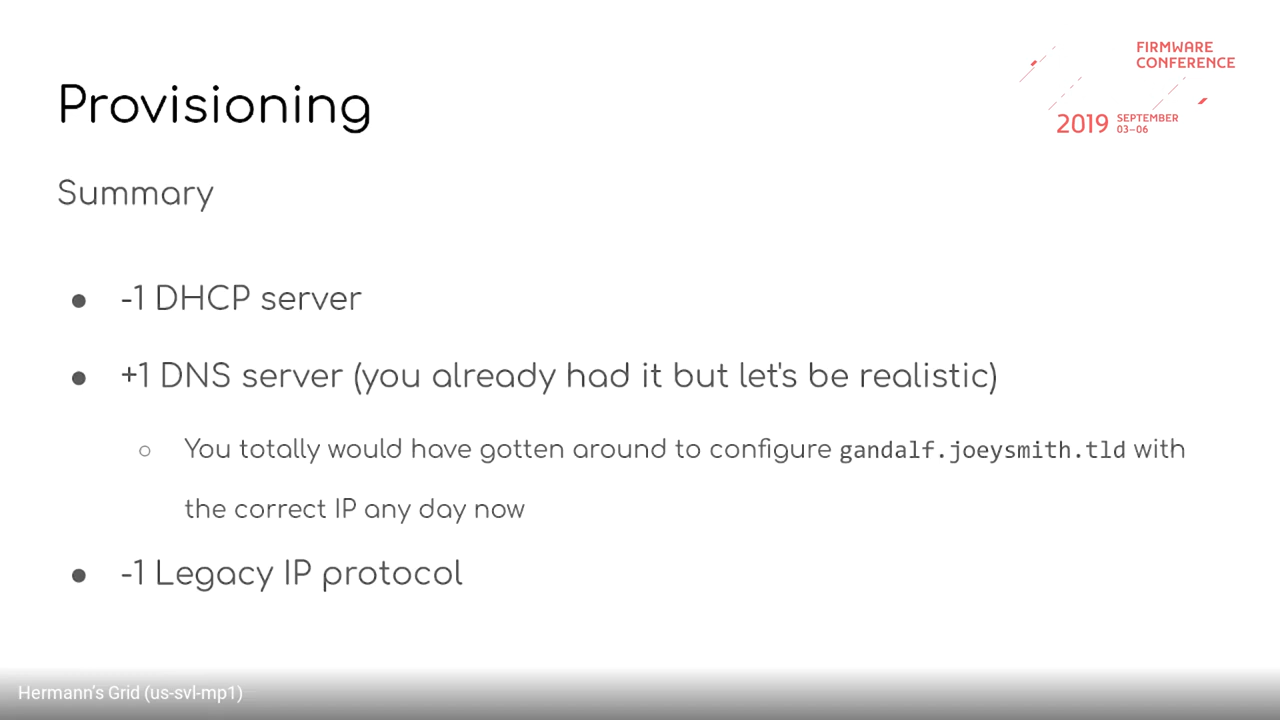 FIRMWARE
CONFERENCE
2019 SEPTEMBER
03–06
Provisioning
Summary
● -1 DHCP server
● +1 DNS server (you already had it but let's be realistic)
○ You totally would have gotten around to configure gandalf.joeysmith.tld with
the correct IP any day now
● -1 Legacy IP protocol
Hermann's Grid (us-svl-mp1)